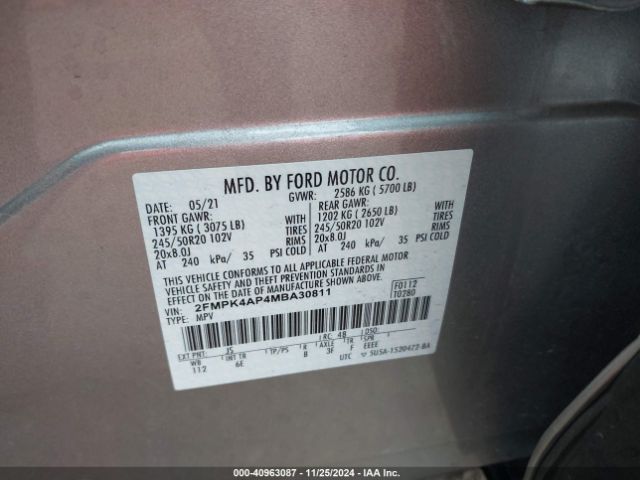 MFD. BY FORD MOTOR CO.
DATE: 05/21 GVWR: 2586 KG ( 5700 LB)
FRONT GAWR: REAR GAWR:
1395 KG ( 3075 LB) WITH 1202 KG ( 2650 LB) WITH
245/50R20 102V TIRES 245/50R20 102V TIRES
20x8.0J RIMS 20x8.0J RIMS
AT 240 kPa/ 35 PSI COLD AT 240 kPa/ 35 PSI COLD
THIS VEHICLE CONFORMS TO ALL APPLICABLE FEDERAL MOTOR
VEHICLE SAFETY AND THEFT PREVENTION STANDARDS IN
EFFECT ON THE DATE OF MANUFACTURE SHOWN ABOVE.
VIN: 2FMPK4AP4MBA30811 F0112
TYPE: MPV T0280
EXT PNT: JS RC: 48 DSO:
WB INT TR TP/PS R AXLE TR SPR
112 6E B 3F F EEEE
UTC 5U5A-1520472-BA
000-40963087 - 11/25/2024 - IAA Inc.